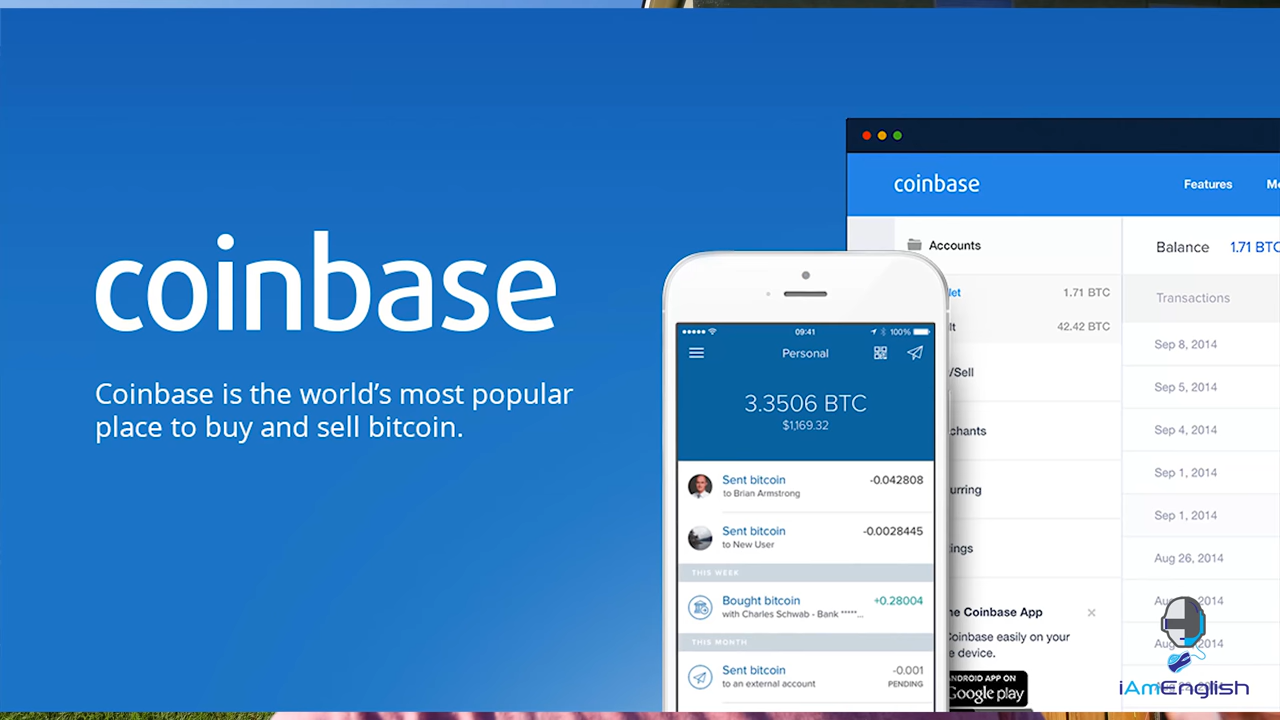 coinbase
Coinbase is the world's most popular
place to buy and sell bitcoin.
coinbase
Features
Accounts
Balance 1.71 BTC
1.71 BTC
Transactions
42.42 BTC
Sep 8, 2014
/Sell
Sep 5, 2014
Sep 4, 2014
Sep 1, 2014
Sep 1, 2014
Aug 26, 2014
Coinbase App
Coinbase easily on your
device.
ANDROID APP ON
Google play
09:41
100%
Personal
3.3506 BTC
$1,169.32
Sent bitcoin -0.042808
to Brian Armstrong
Sent bitcoin -0.0028445
to New User
THIS WEEK
Bought bitcoin +0.28004
with Charles Schwab - Bank *****...
THIS MONTH
Sent bitcoin -0.001
to an external account PENDING
iAmEnglish